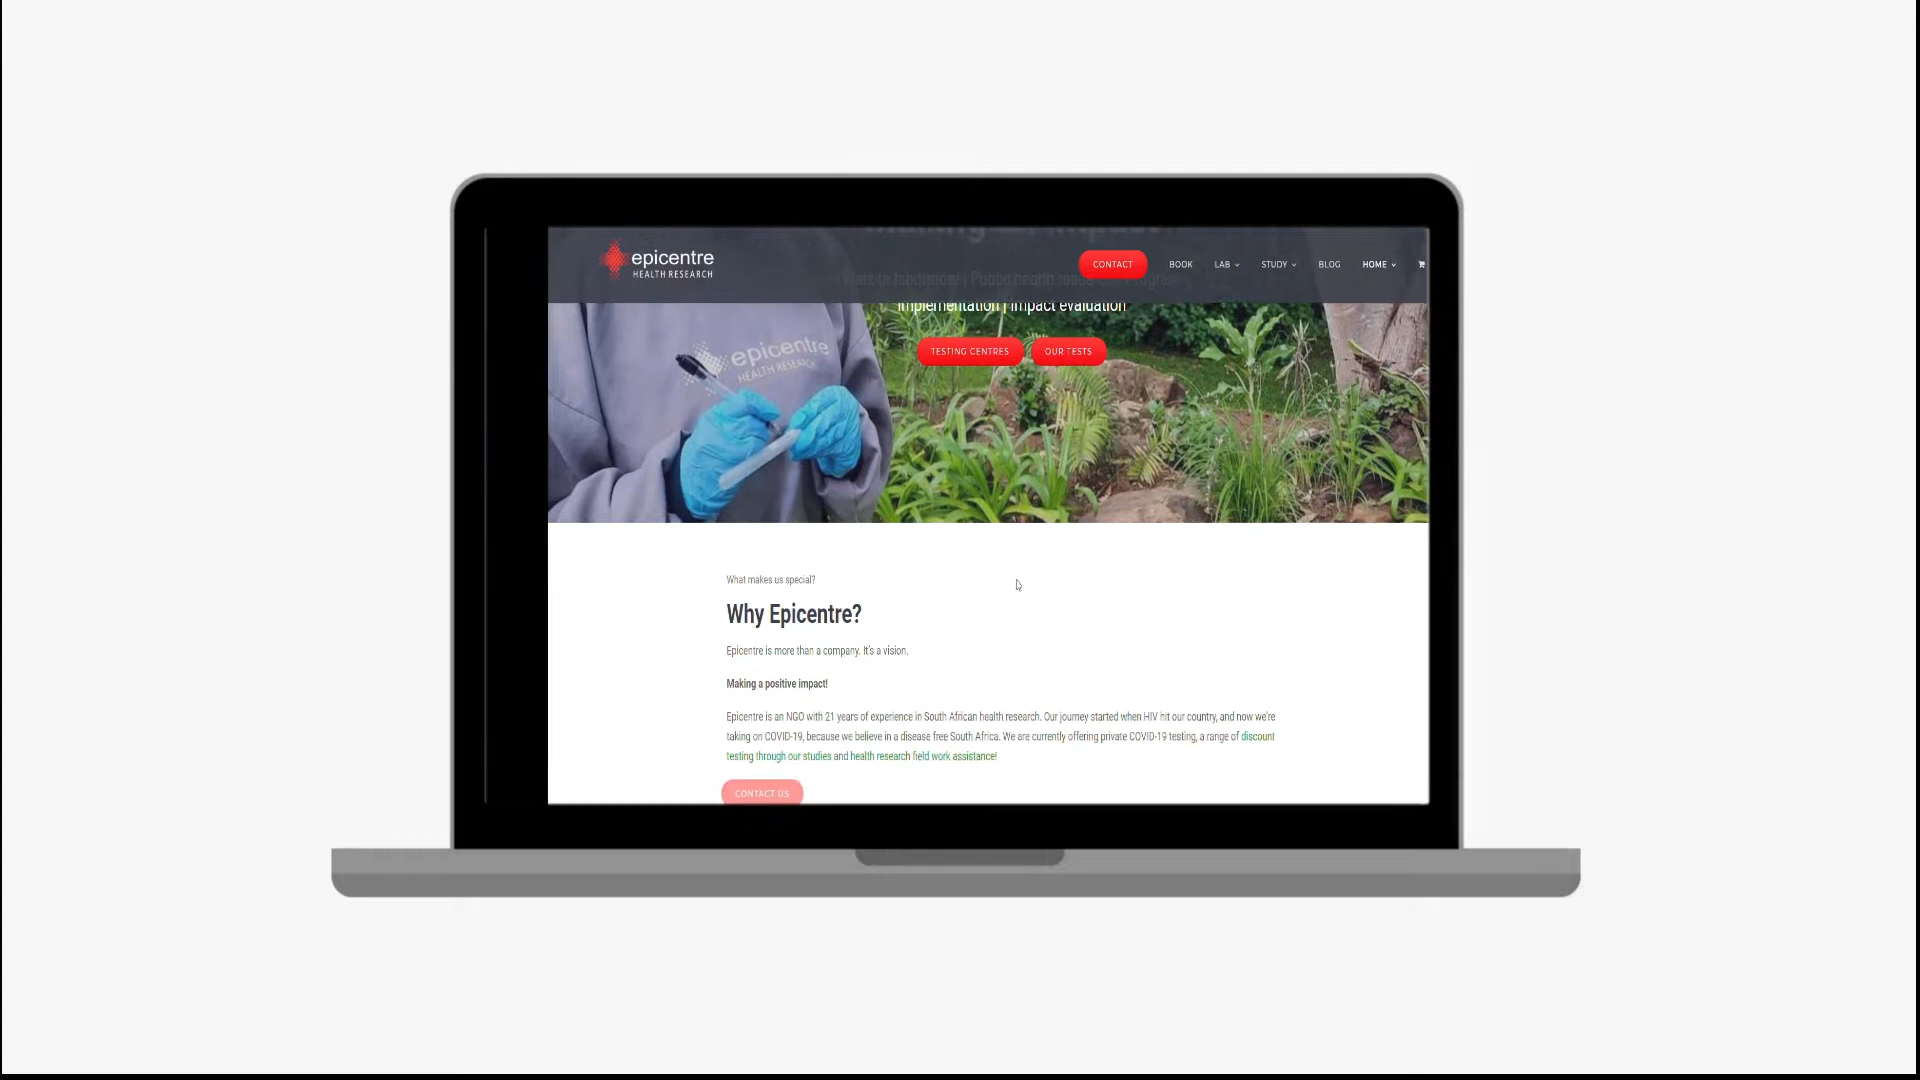 epicentre
HEALTH RESEARCH
CONTACT
BOOK
LAB
STUDY
BLOG
HOME
Implementation | Impact evaluation
TESTING CENTRES
OUR TESTS
epicentre
HEALTH RESEARCH
What makes us special?
Why Epicentre?
Epicentre is more than a company. It's a vision.
Making a positive impact!
Epicentre is an NGO with 21 years of experience in South African health research. Our journey started when HIV hit our country, and now we're
taking on COVID-19, because we believe in a disease free South Africa. We are currently offering private COVID-19 testing, a range of discount
testing through our studies and health research field work assistance!
CONTACT US